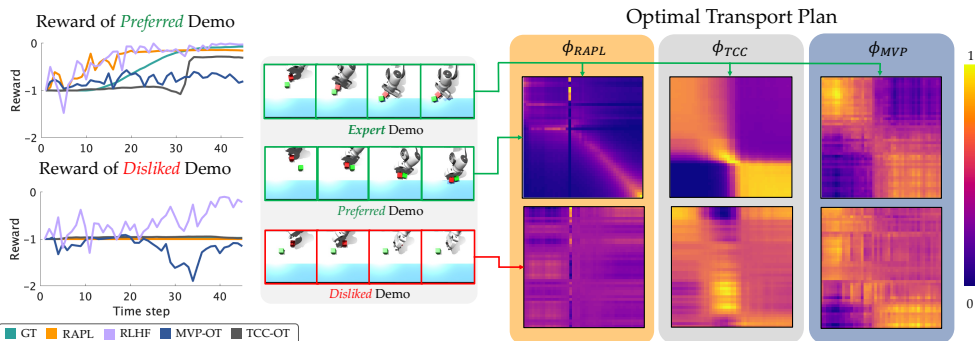 Reward of Preferred Demo
0
-1
−2
Reward
0
10
20
30
40
Reward of Disliked Demo
0
−1
−2
Reward
0
10
20
30
40
Time step
GT
RAPL
RLHF
MVP-OT
TCC-OT
Expert Demo
Preferred Demo
Disliked Demo
Optimal Transport Plan
ϕRAPL
ϕTCC
ϕMVP
1
0